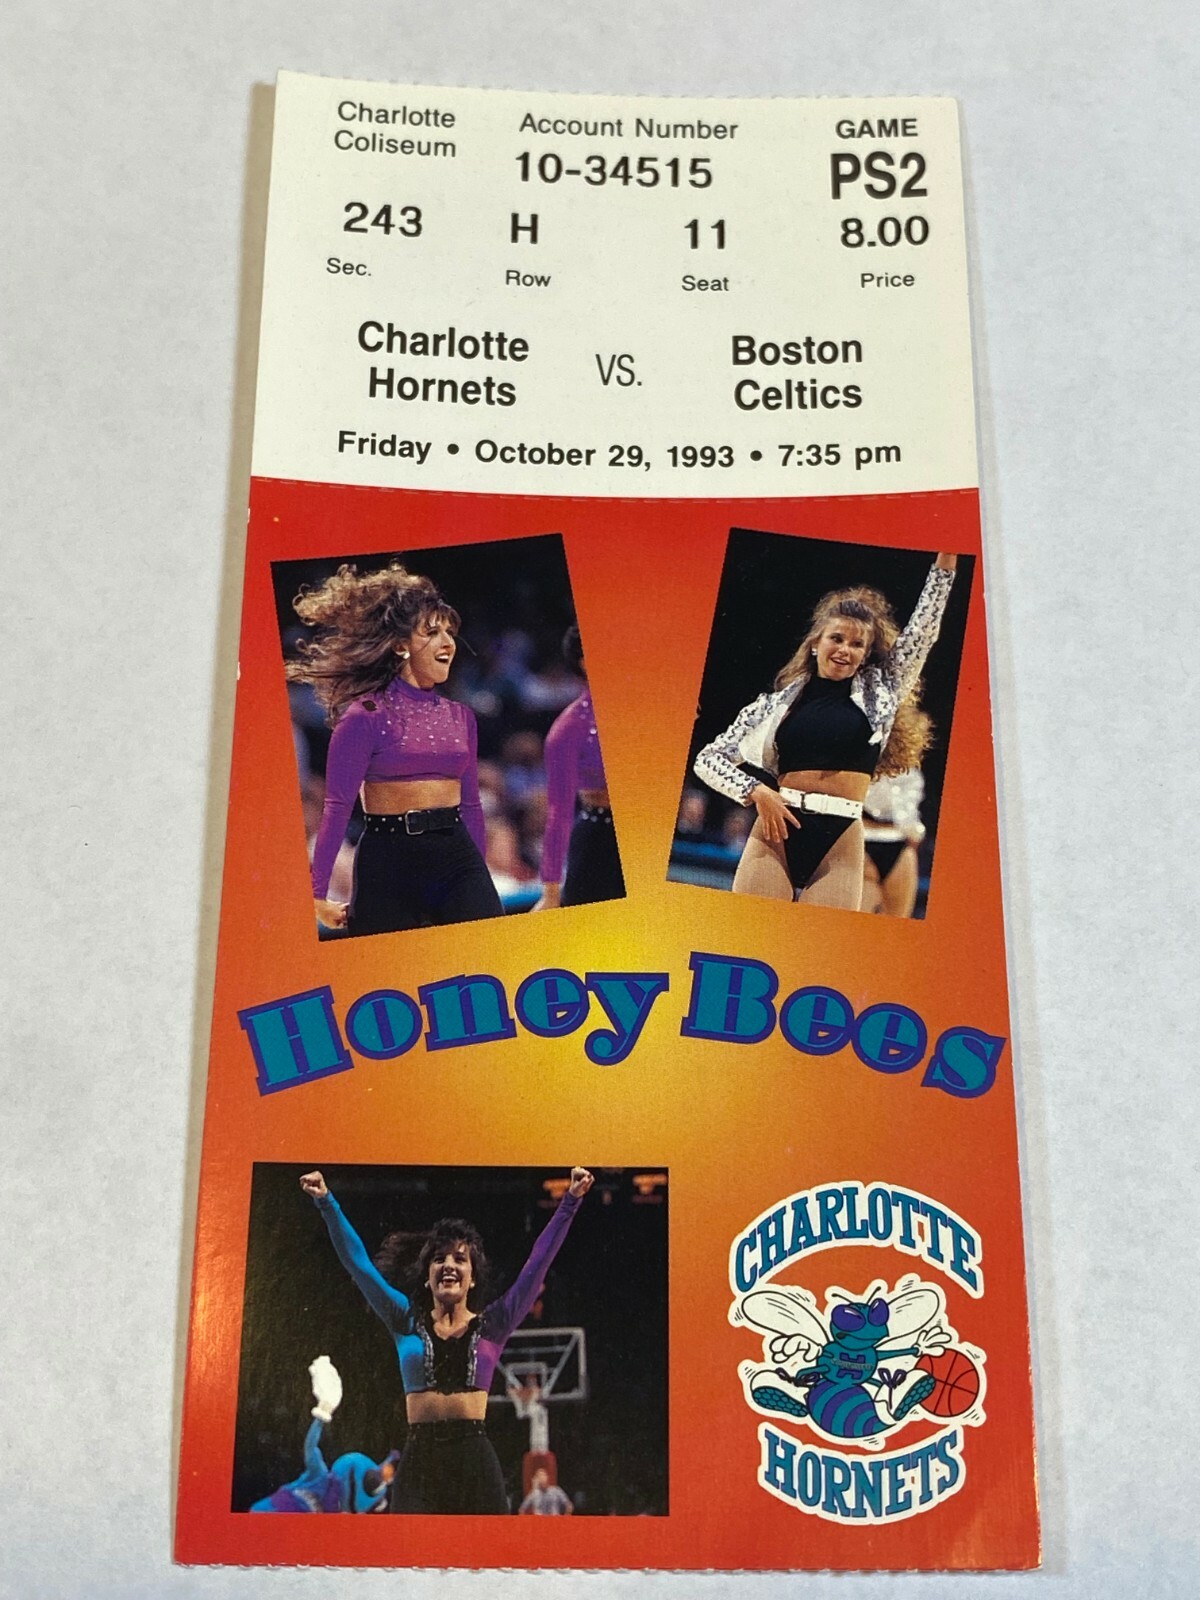 Charlotte
Coliseum
Account Number
10-34515
GAME
PS2
243 H 11 8.00
Sec. Row Seat Price
Charlotte
Hornets
VS.
Boston
Celtics
Friday • October 29, 1993 • 7:35 pm
Honey Bees
CHARLOTTE
HORNETS